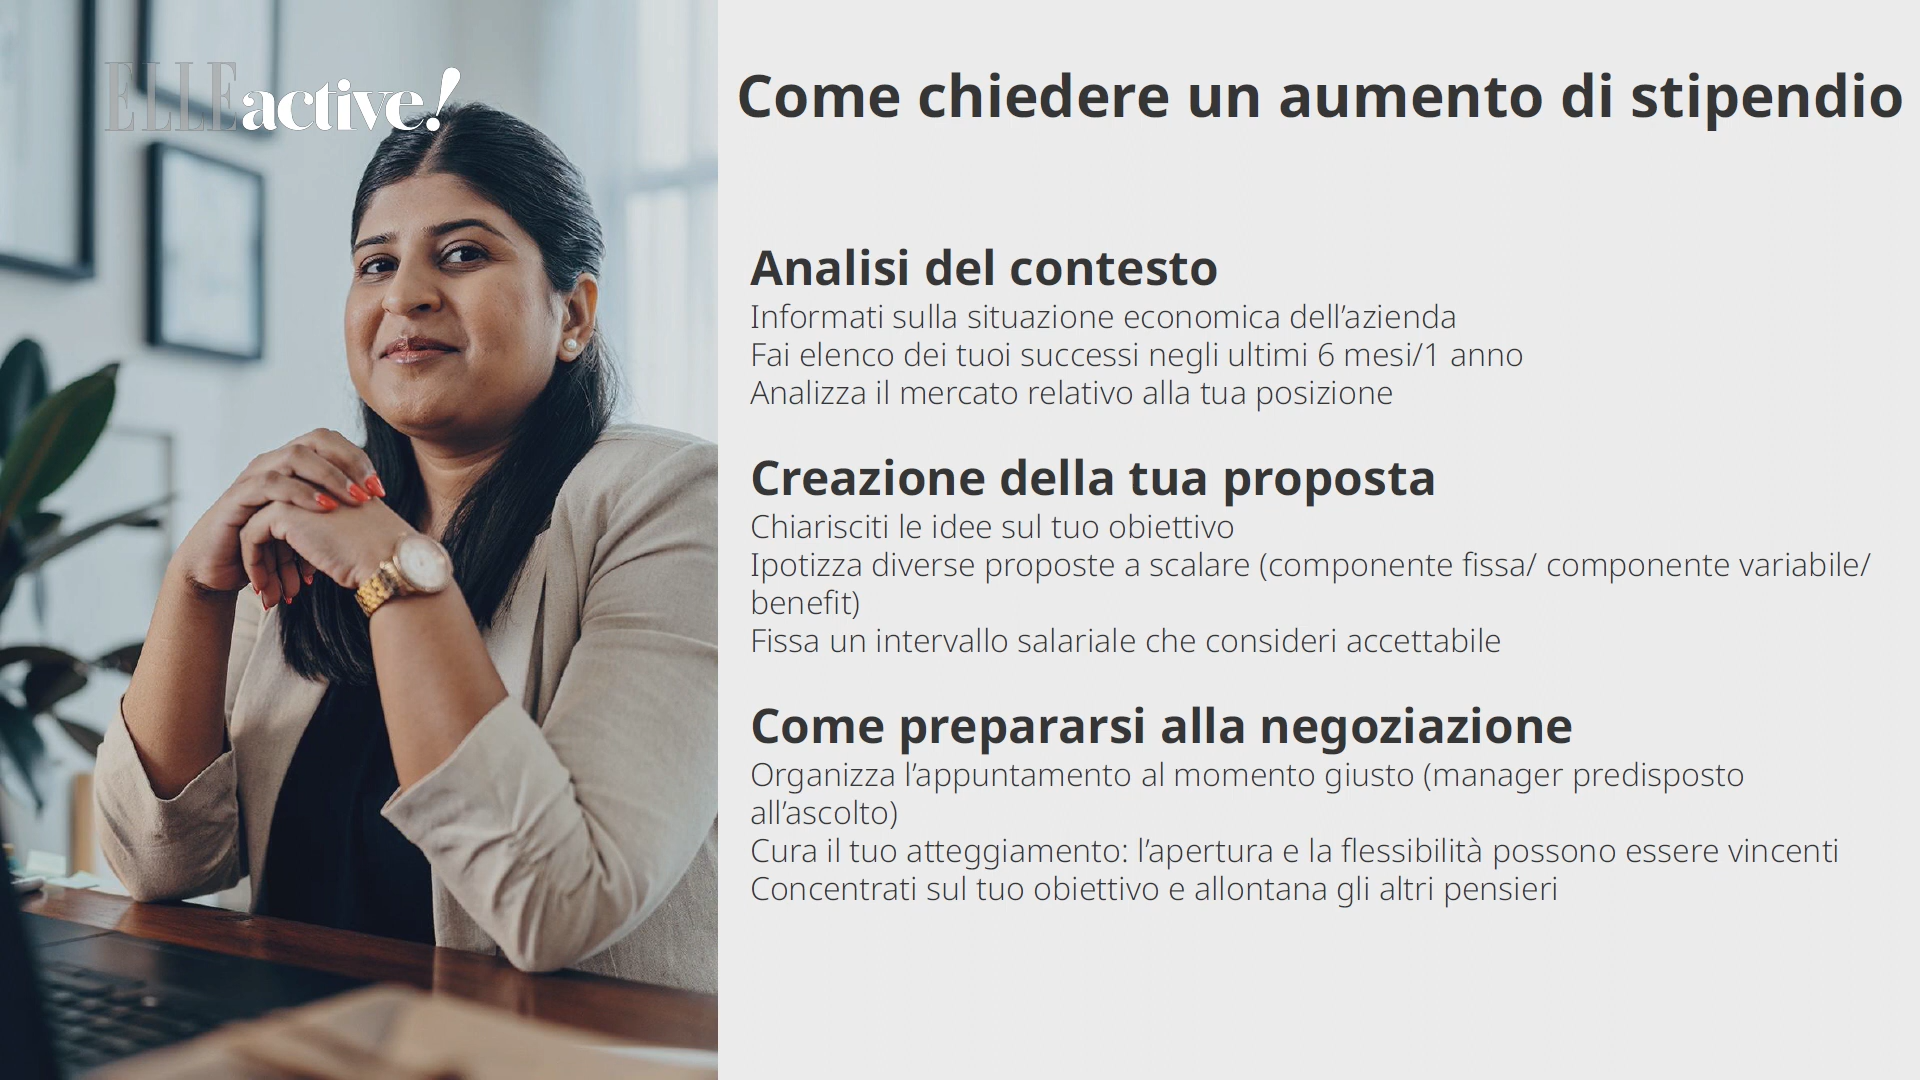 ELLEactive!
Come chiedere un aumento di stipendio
Analisi del contesto
Informati sulla situazione economica dell’azienda
Fai elenco dei tuoi successi negli ultimi 6 mesi/1 anno
Analizza il mercato relativo alla tua posizione
Creazione della tua proposta
Chiarisciti le idee sul tuo obiettivo
Ipotizza diverse proposte a scalare (componente fissa/ componente variabile/
benefit)
Fissa un intervallo salariale che consideri accettabile
Come prepararsi alla negoziazione
Organizza l’appuntamento al momento giusto (manager predisposto
all’ascolto)
Cura il tuo atteggiamento: l’apertura e la flessibilità possono essere vincenti
Concentrati sul tuo obiettivo e allontana gli altri pensieri